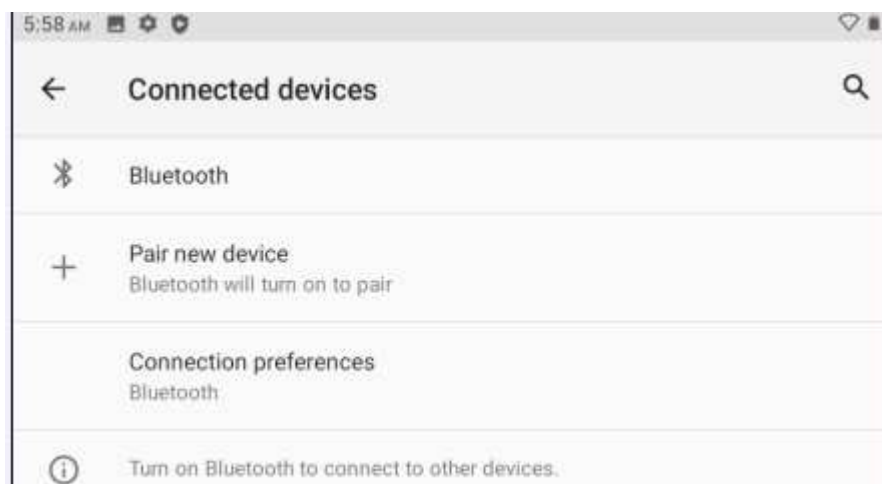 5:58 AM
Connected devices
Bluetooth
Pair new device
Bluetooth will turn on to pair
Connection preferences
Bluetooth
Turn on Bluetooth to connect to other devices.